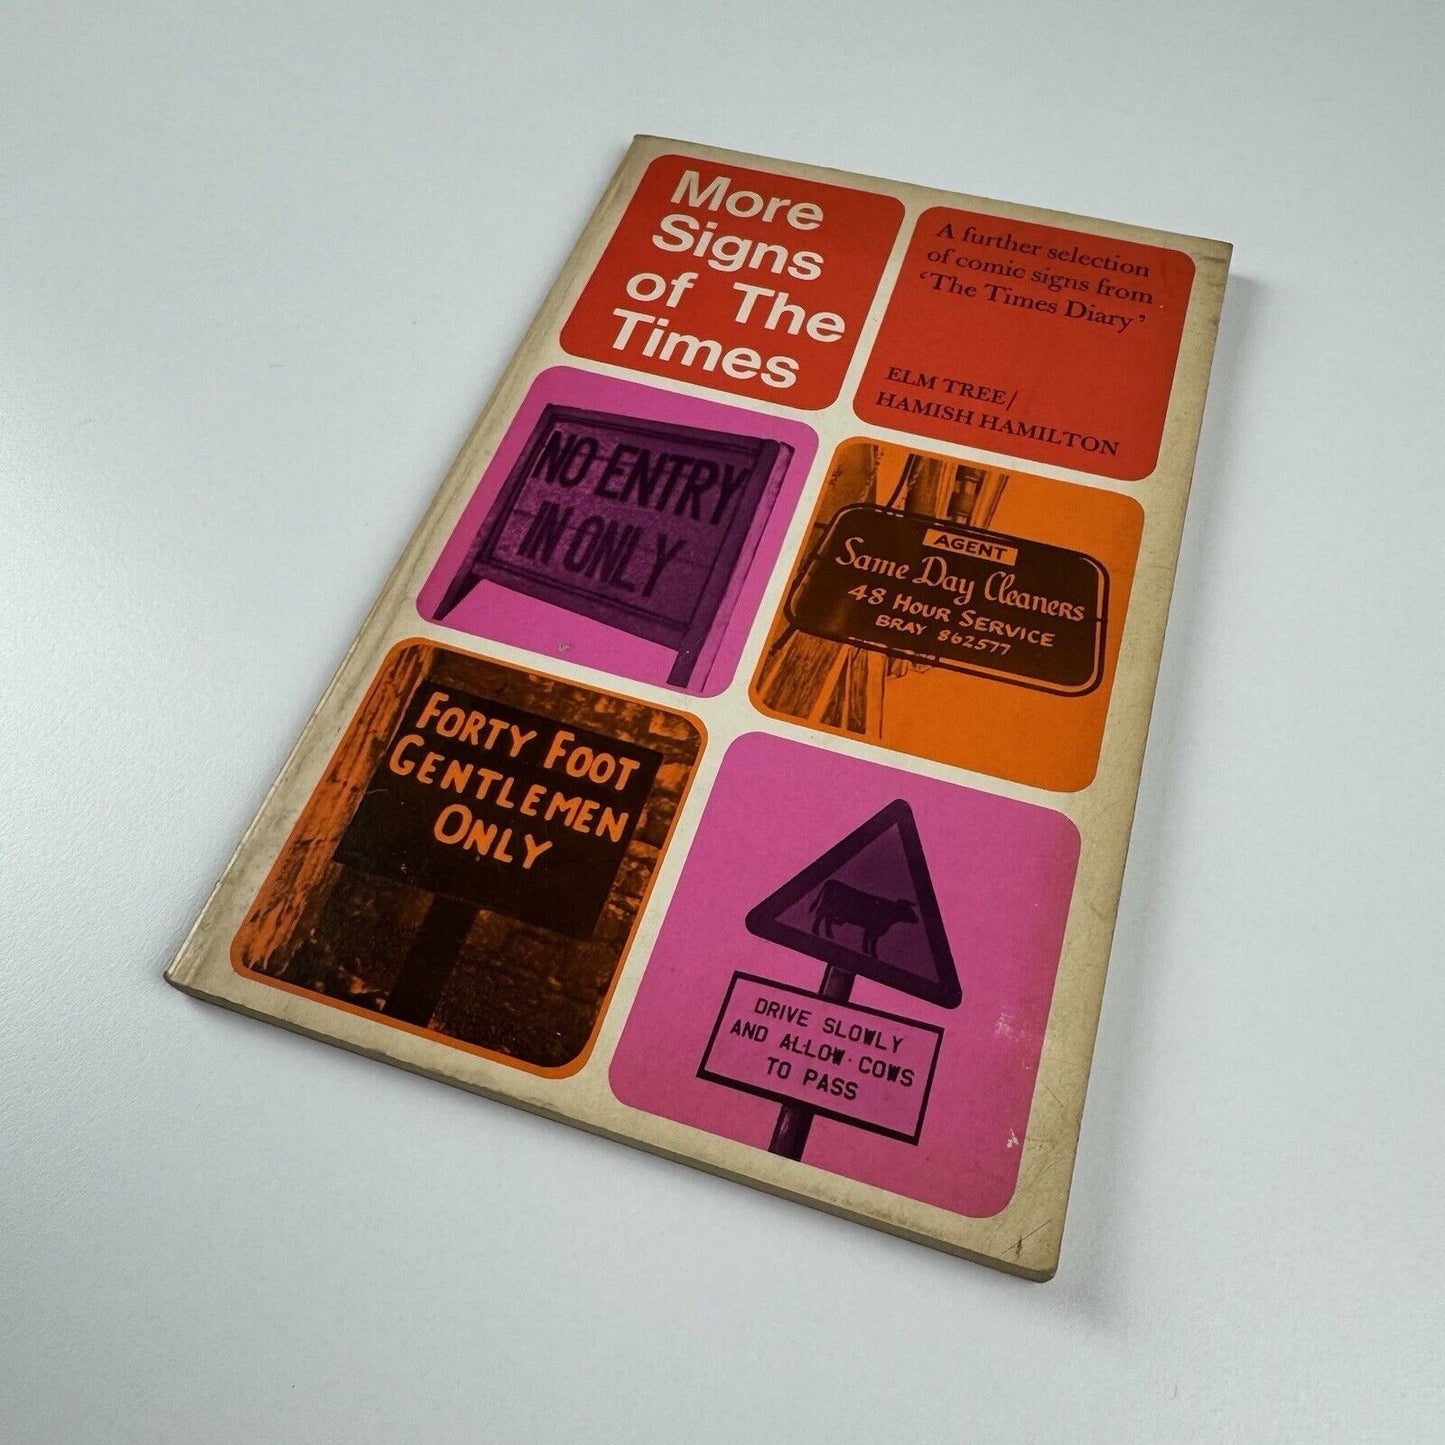 More
Signs
of The
Times
A further selection
of comic signs from
‘The Times Diary’
ELM TREE/
HAMISH HAMILTON
NO ENTRY
IN ONLY
AGENT
Same Day Cleaners
48 HOUR SERVICE
BRAY 862577
FORTY FOOT
GENTLEMEN
ONLY
DRIVE SLOWLY
AND ALLOW COWS
TO PASS